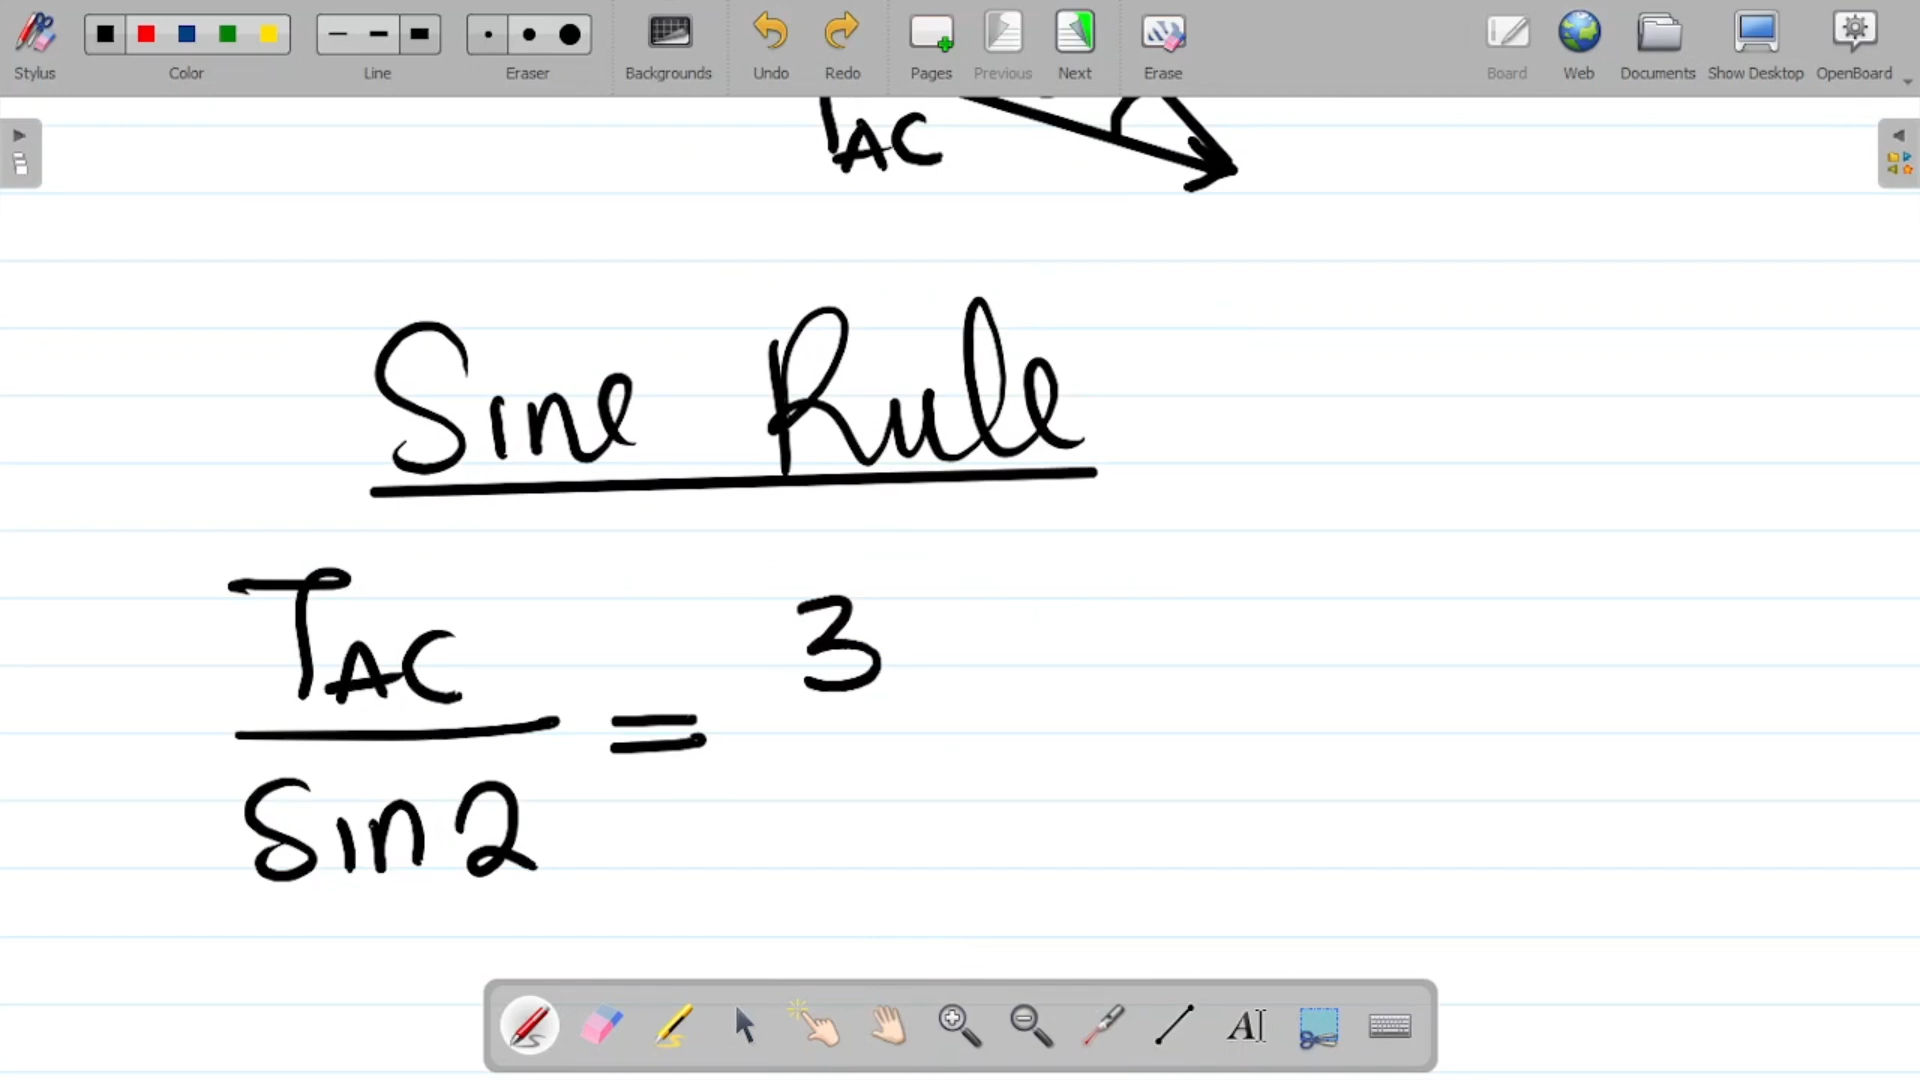 Stylus Color Line Eraser Backgrounds Undo Redo Pages Previous Next Erase Board Web Documents Show Desktop OpenBoard
TAC
Sine Rule
TAC = 3
Sin2